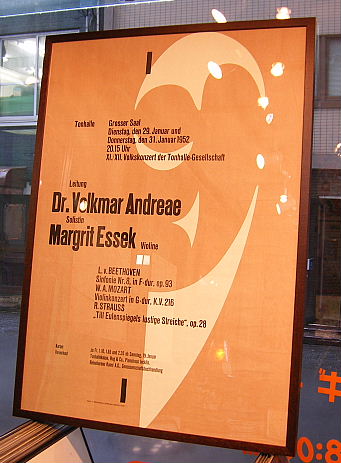 Tonhalle
Grosser Saal
Dienstag, den 29. Januar und
Donnerstag, den 31. Januar 1952
20.15 Uhr
XI./XII. Volkskonzert der Tonhalle-Gesellschaft
Leitung
Dr. Volkmar Andreae
Solistin
Margrit Essek Violine
L. v. BEETHOVEN
Sinfonie Nr. 8, in F-dur, op. 93
W. A. MOZART
Violinkonzert in G-dur, K.V. 216
R. STRAUSS
„Till Eulenspiegels lustige Streiche", op. 28
Karten
Vorverkauf